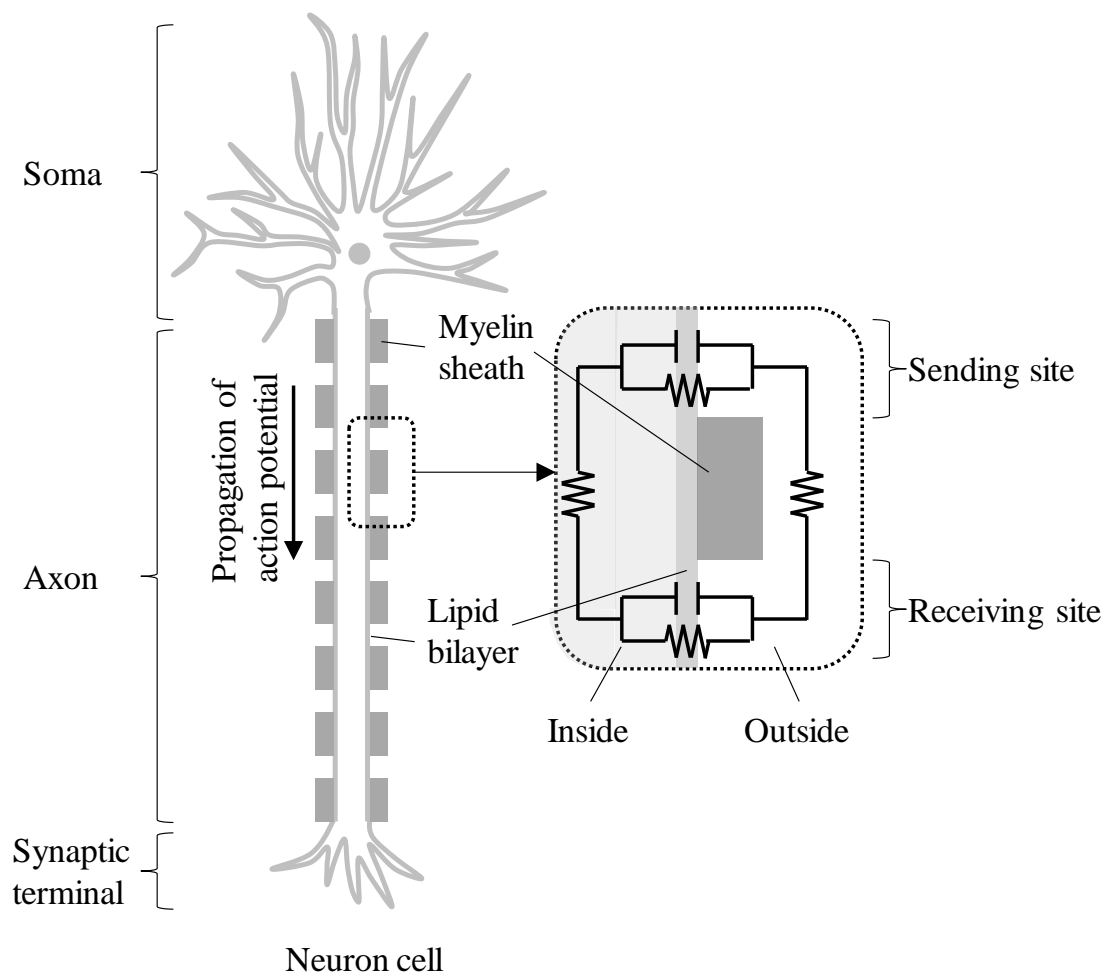 Soma
Myelin
sheath
Sending site
Propagation of
action potential
Axon
Lipid
bilayer
Receiving site
Inside
Outside
Synaptic
terminal
Neuron cell